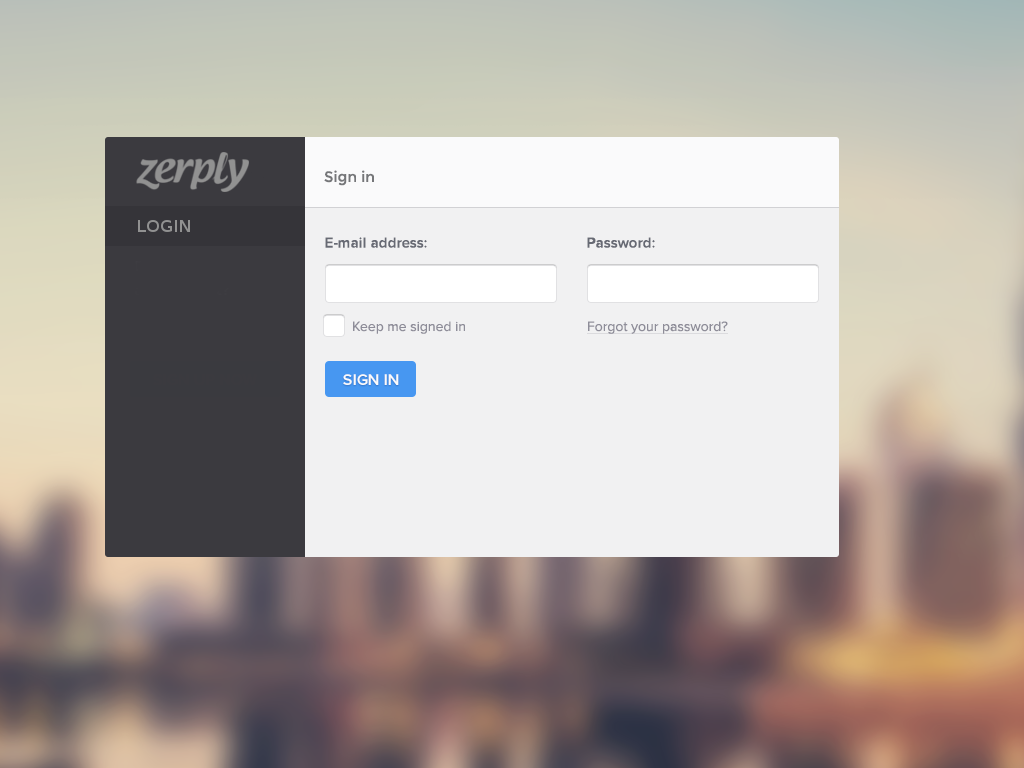 zerply
LOGIN
Sign in
E-mail address:
Password:
Keep me signed in
Forgot your password?
SIGN IN